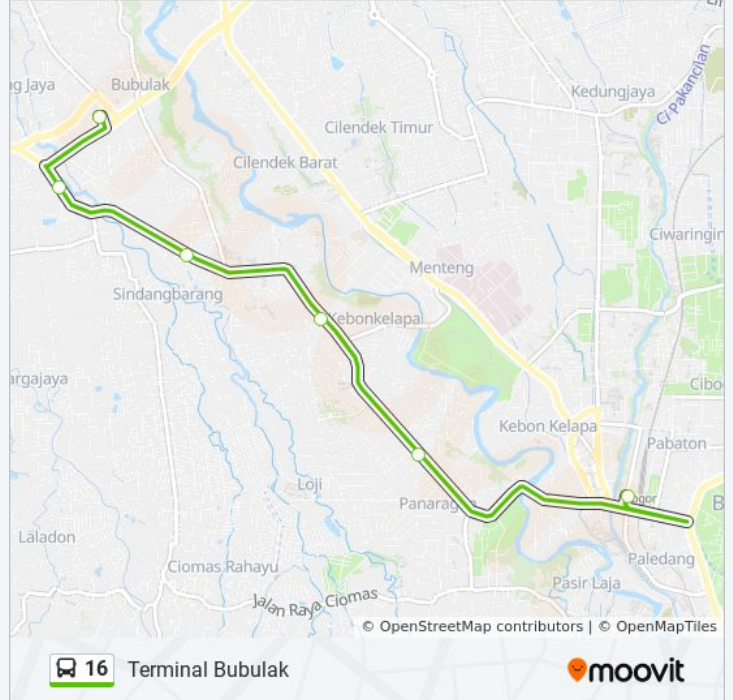 ng Jaya
Bubulak
Kedungjaya
C/ Pakancilan
Cilendek Timur
Cilendek Barat
Ciwaringin
Menteng
Sindangbarang
Kebonkelapa
argajaya
Cibo
Kebon Kelapa
Pabaton
Loji
Panarag
ogor
B
Laladon
Paledang
Ciomas Rahayu
Pasir Laja
Jalan Raya Ciomas
© OpenStreetMap contributors | © OpenMapTiles
16 Terminal Bubulak
moovit